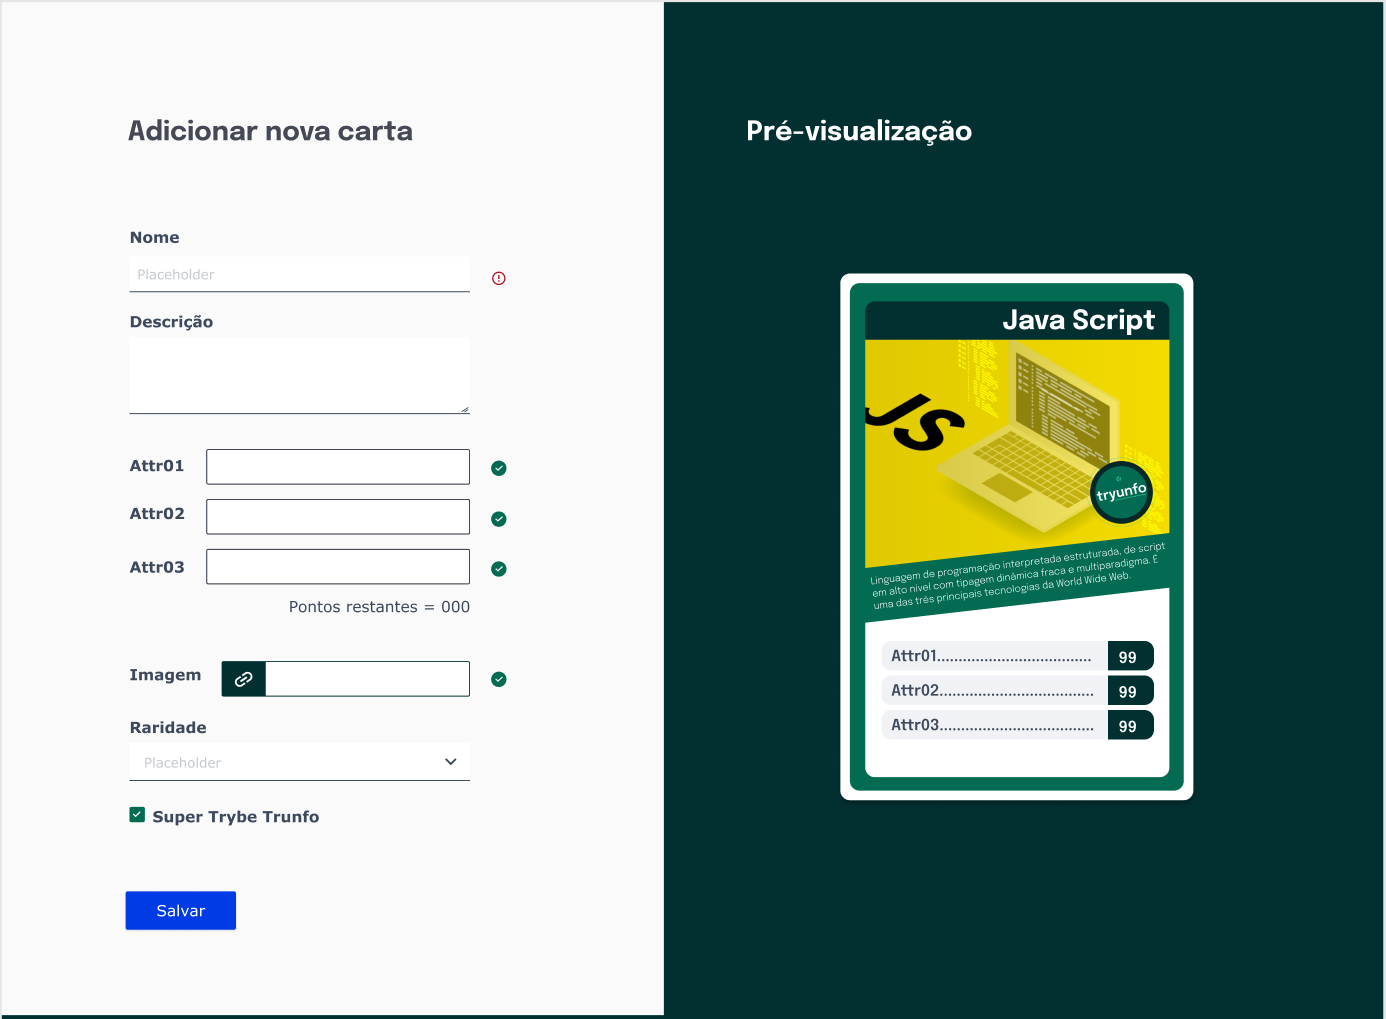 Adicionar nova carta
Nome
Placeholder
Descrição
Attr01
Attr02
Attr03
Pontos restantes = 000
Imagem
Raridade
Placeholder
Super Trybe Trunfo
Salvar
Pré-visualização
Java Script
JS
tryunfo
Linguagem de programação interpretada estruturada, de script
em alto nível com tipagem dinâmica fraca e multiparadigma. É
uma das três principais tecnologias da World Wide Web.
Attr01.................................... 99
Attr02.................................... 99
Attr03.................................... 99